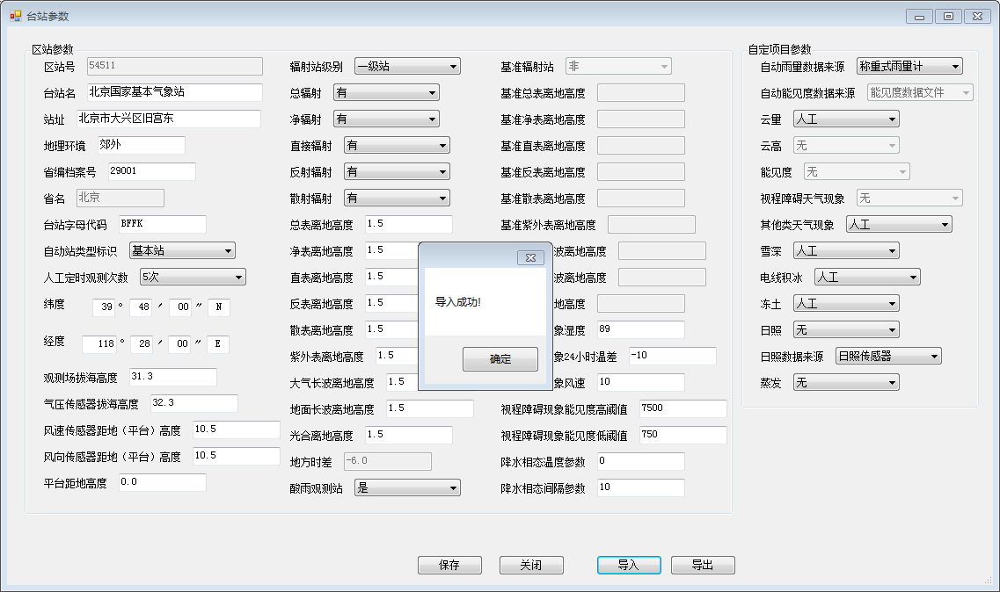 台站参数
区站参数
区站号 54511
台站名 北京国家基本气象站
站址 北京市大兴区旧宫东
地理环境 郊外
省编档案号 29001
省名 北京
台站字母代码 BFFK
自动站类型标识 基本站
人工定时观测次数 5次
纬度 39 ° 48 ′ 00 ″ N
经度 118 ° 28 ′ 00 ″ E
观测场拔海高度 31.3
气压传感器拔海高度 32.3
风速传感器距地（平台）高度 10.5
风向传感器距地（平台）高度 10.5
平台距地高度 0.0
辐射站级别 一级站
总辐射 有
净辐射 有
直接辐射 有
反射辐射 有
散射辐射 有
总表离地高度 1.5
净表离地高度 1.5
直表离地高度 1.5
反表离地高度 1.5
散表离地高度 1.5
紫外表离地高度 1.5
大气长波离地高度 1.5
地面长波离地高度 1.5
光合离地高度 1.5
地方时差 -6.0
酸雨观测站 是
基准辐射站 非
基准总表离地高度
基准净表离地高度
基准直表离地高度
基准反表离地高度
基准散表离地高度
基准紫外表离地高度
波离地高度
波离地高度
地高度
象湿度 89
象24小时温差 -10
象风速 10
视程障碍现象能见度高阈值 7500
视程障碍现象能见度低阈值 750
降水相态温度参数 0
降水相态间隔参数 10
导入成功!
确定
自定项目参数
自动雨量数据来源 称重式雨量计
自动能见度数据来源 能见度数据文件
云量 人工
云高 无
能见度 无
视程障碍天气现象 无
其他类天气现象 人工
雪深 人工
电线积冰 人工
冻土 人工
日照 无
日照数据来源 日照传感器
蒸发 无
保存 关闭 导入 导出